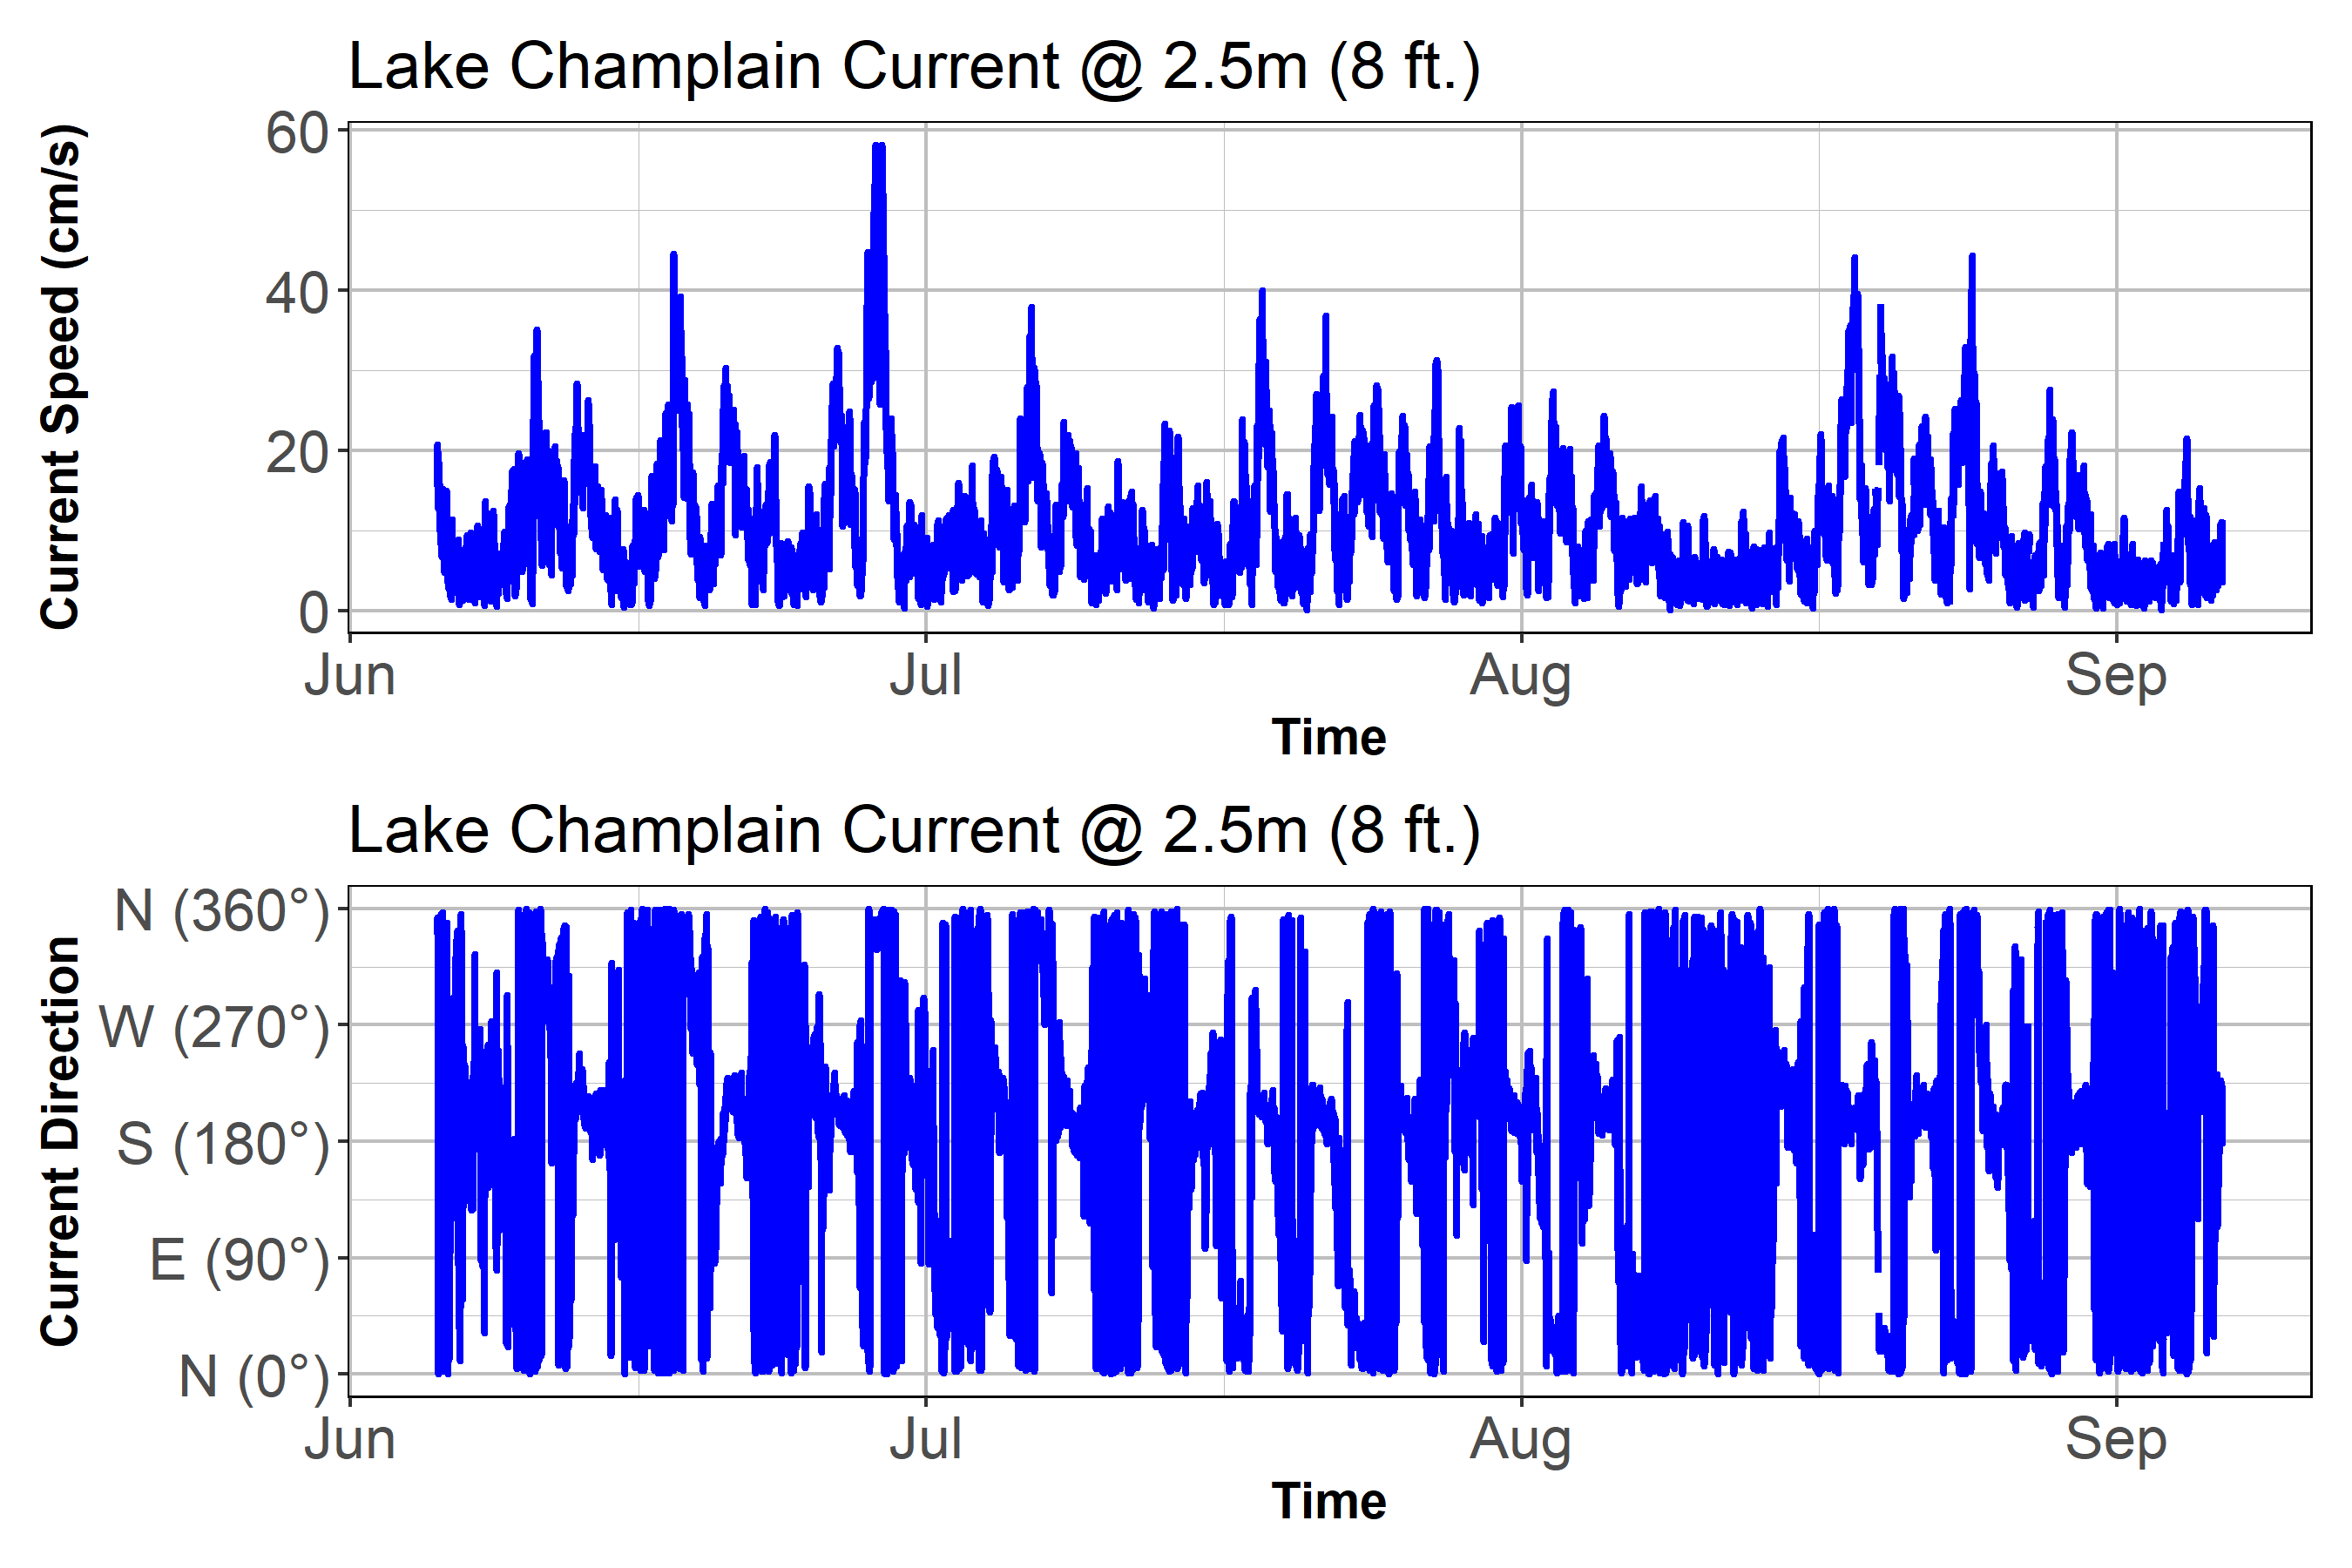 Lake Champlain Current @ 2.5m (8 ft.)
Current Speed (cm/s)
60
40
20
0
Jun Jul Aug Sep
Time
Lake Champlain Current @ 2.5m (8 ft.)
Current Direction
N (360°)
W (270°)
S (180°)
E (90°)
N (0°)
Jun Jul Aug Sep
Time